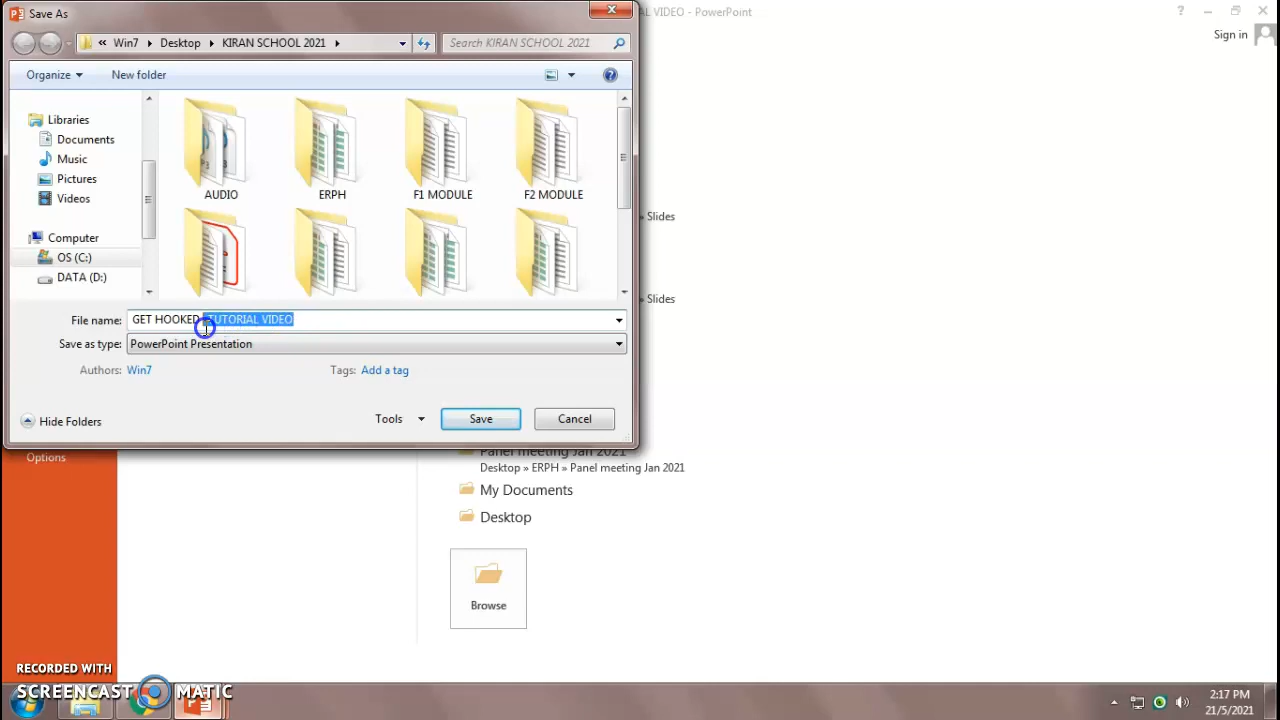 Save As
TORIAL VIDEO - PowerPoint
?
Sign in
« Win7 Desktop KIRAN SCHOOL 2021
Search KIRAN SCHOOL 2021
Organize New folder
Libraries
Documents
Music
Pictures
Videos
Computer
OS (C:)
DATA (D:)
AUDIO ERPH F1 MODULE F2 MODULE
» Slides
» Slides
File name: GET HOOKED - TUTORIAL VIDEO
Save as type: PowerPoint Presentation
Authors: Win7 Tags: Add a tag
Hide Folders Tools Save Cancel
Options
Panel meeting Jan 2021
Desktop » ERPH » Panel meeting Jan 2021
My Documents
Desktop
Browse
RECORDED WITH
SCREENCAST MATIC
2:17 PM
21/5/2021